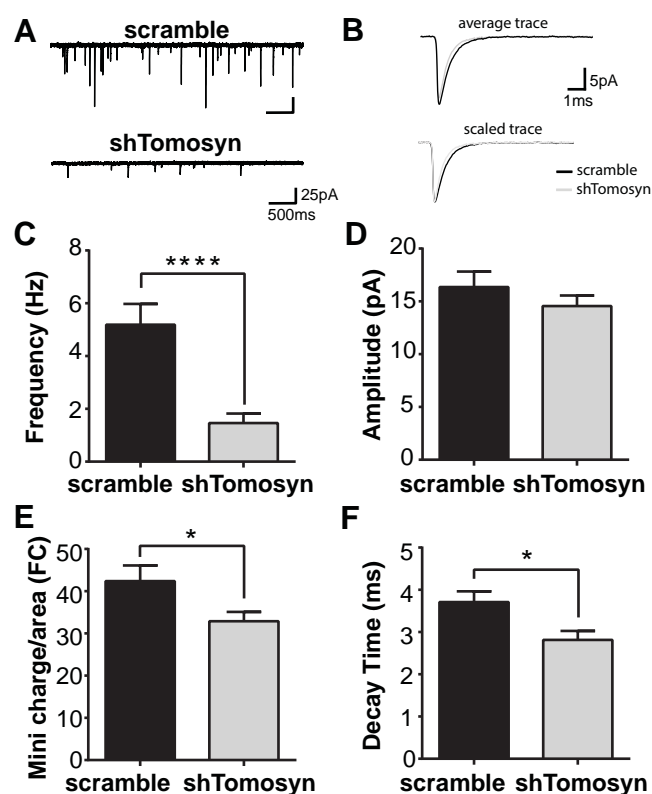 A
scramble
shTomosyn
25pA
500ms
B
average trace
5pA
1ms
scaled trace
scramble
shTomosyn
C
Frequency (Hz)
8
6
4
2
0
****
scramble shTomosyn
D
Amplitude (pA)
20
15
10
5
0
scramble shTomosyn
E
Mini charge/area (FC)
50
40
30
20
10
0
*
scramble shTomosyn
F
Decay Time (ms)
5
4
3
2
1
0
*
scramble shTomosyn